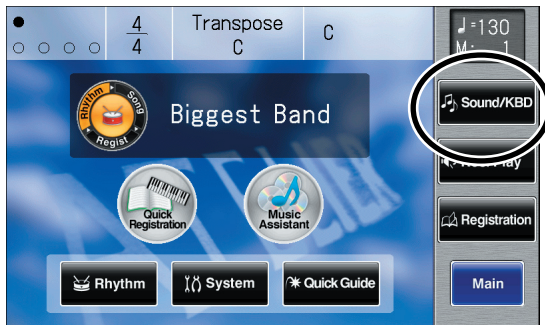 4
4
Transpose
C
C
♩=130
M: 1
Rhythm
Song
Regist
Biggest Band
Sound/KBD
Play
Quick
Registration
Music
Assistant
Registration
Rhythm
System
Quick Guide
Main